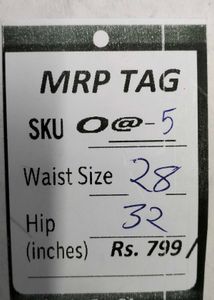 MRP TAG
SKU O@-5
Waist Size 28
Hip 32
(inches) Rs. 799/